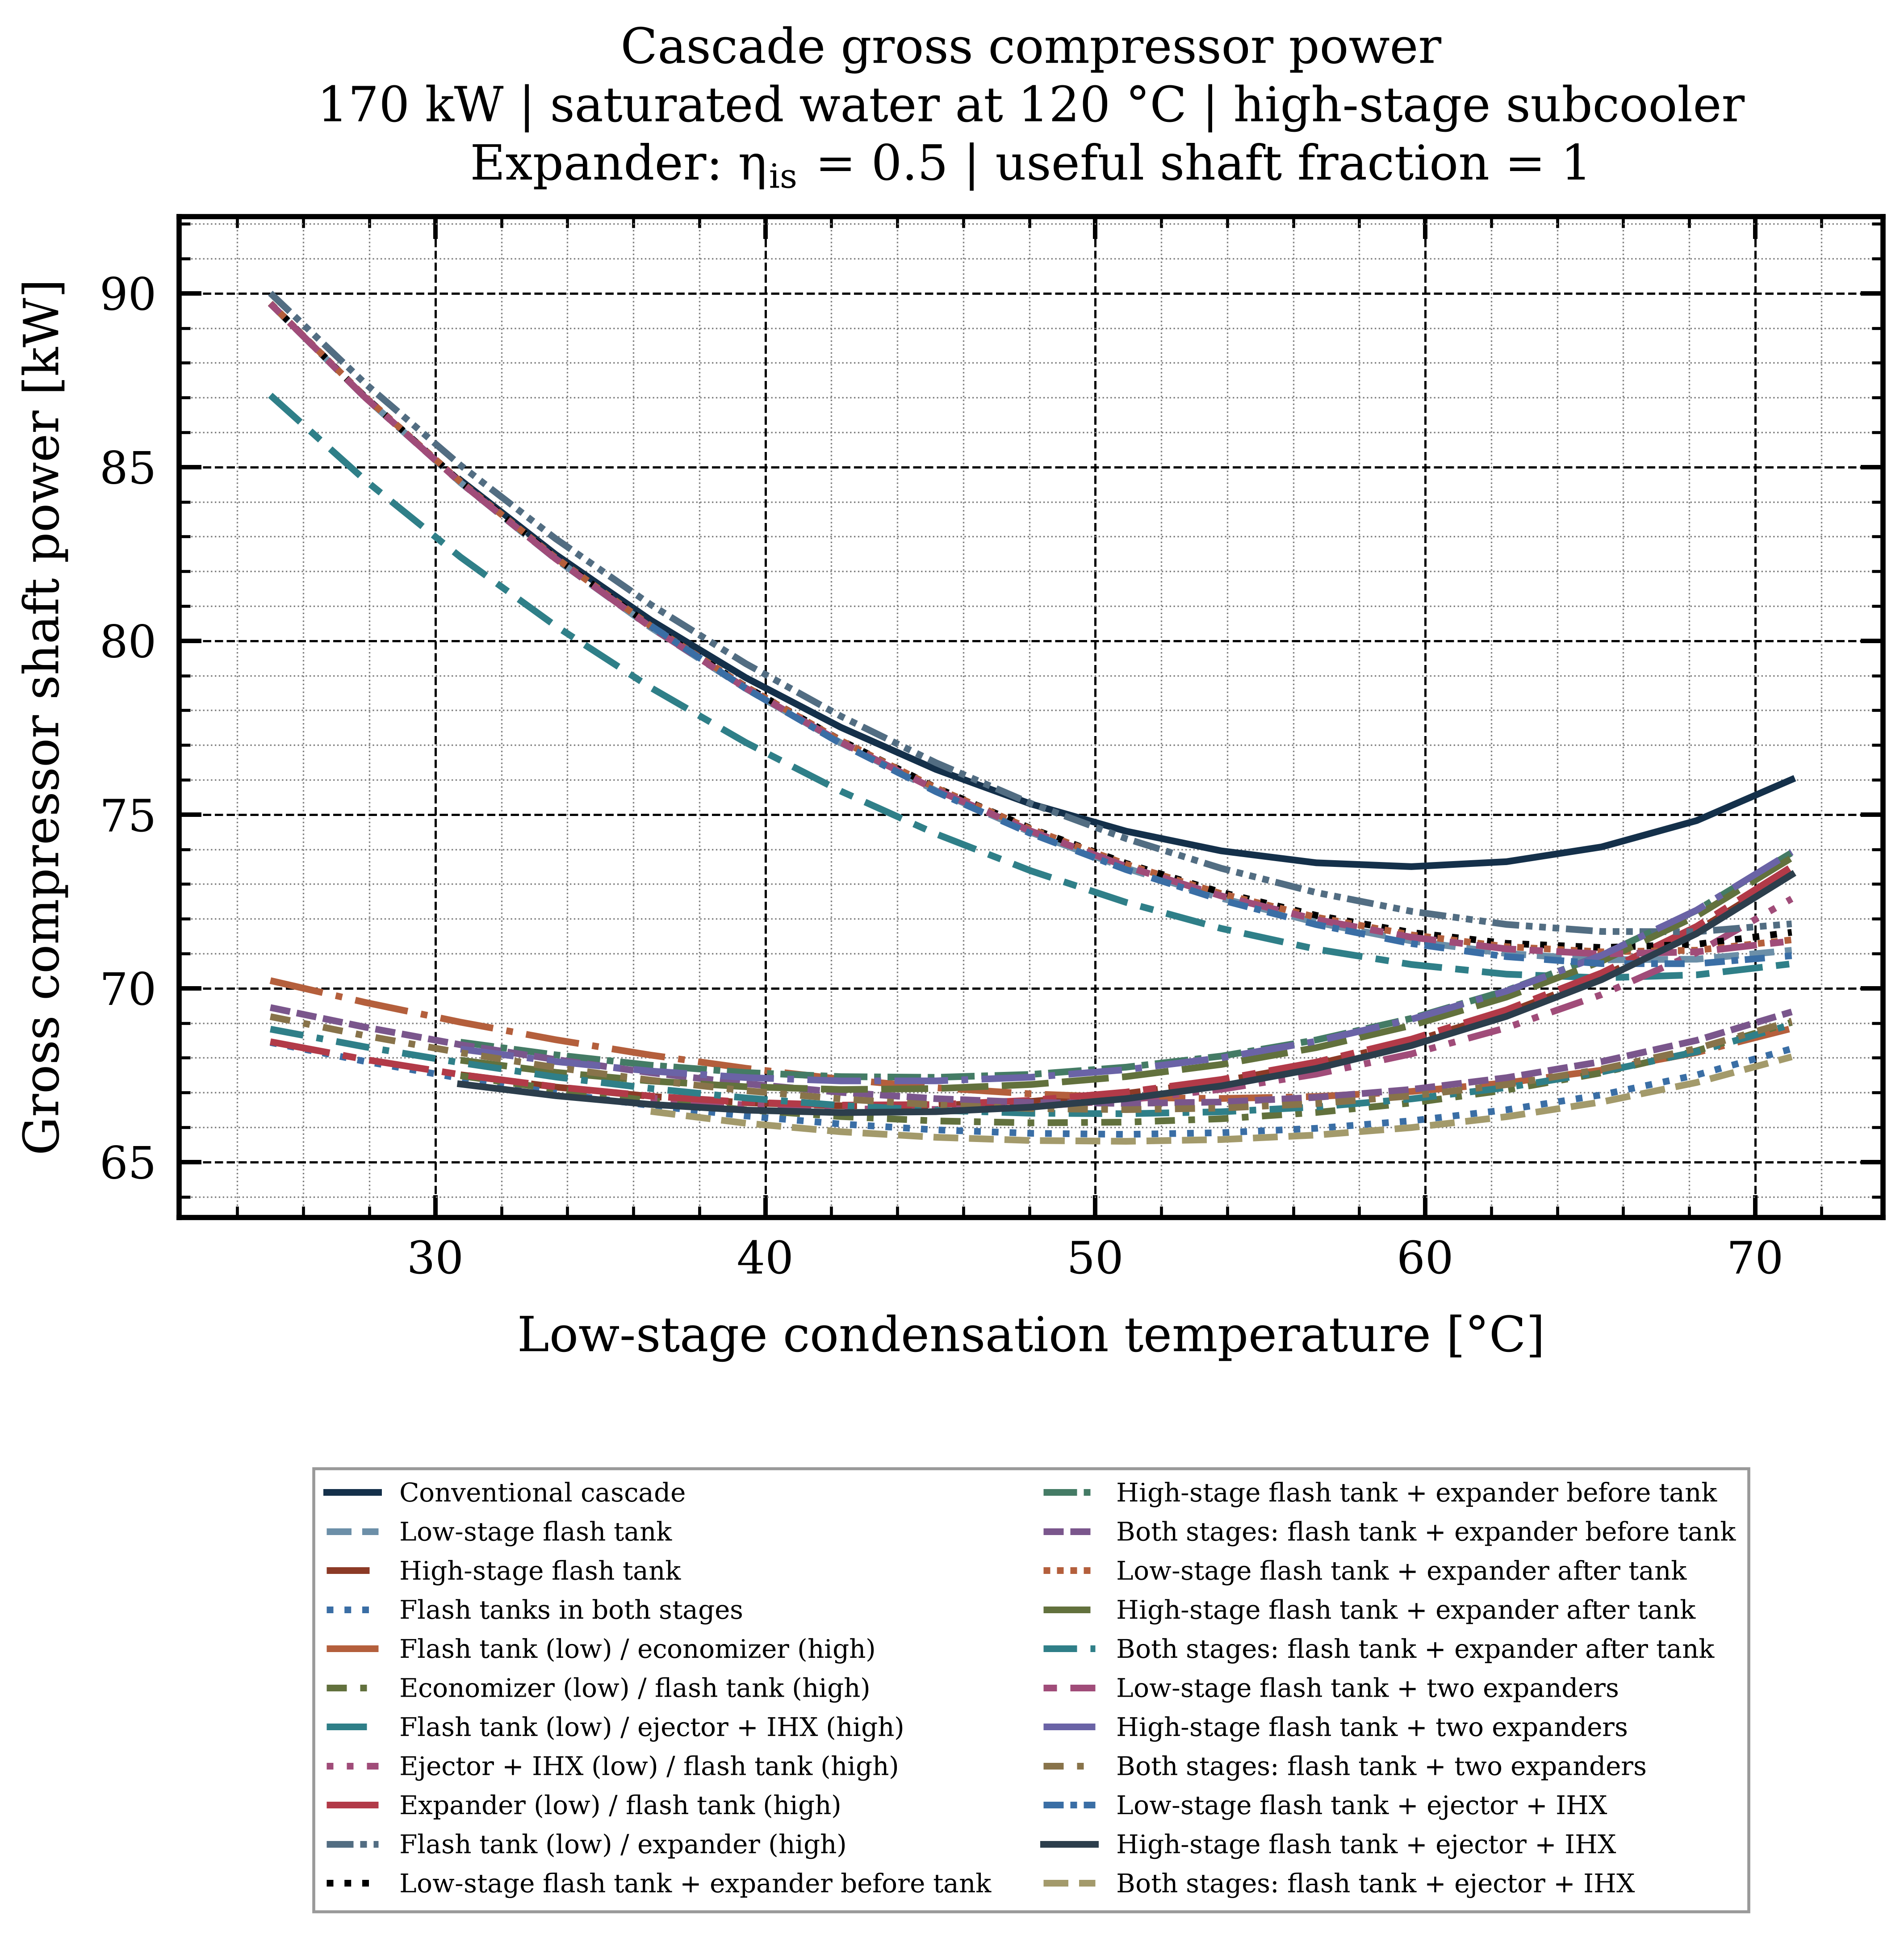 Cascade gross compressor power
170 kW | saturated water at 120 °C | high-stage subcooler
Expander: ηis = 0.5 | useful shaft fraction = 1
Gross compressor shaft power [kW]
90
85
80
75
70
65
30 40 50 60 70
Low-stage condensation temperature [°C]
Conventional cascade
Low-stage flash tank
High-stage flash tank
Flash tanks in both stages
Flash tank (low) / economizer (high)
Economizer (low) / flash tank (high)
Flash tank (low) / ejector + IHX (high)
Ejector + IHX (low) / flash tank (high)
Expander (low) / flash tank (high)
Flash tank (low) / expander (high)
Low-stage flash tank + expander before tank
High-stage flash tank + expander before tank
Both stages: flash tank + expander before tank
Low-stage flash tank + expander after tank
High-stage flash tank + expander after tank
Both stages: flash tank + expander after tank
Low-stage flash tank + two expanders
High-stage flash tank + two expanders
Both stages: flash tank + two expanders
Low-stage flash tank + ejector + IHX
High-stage flash tank + ejector + IHX
Both stages: flash tank + ejector + IHX